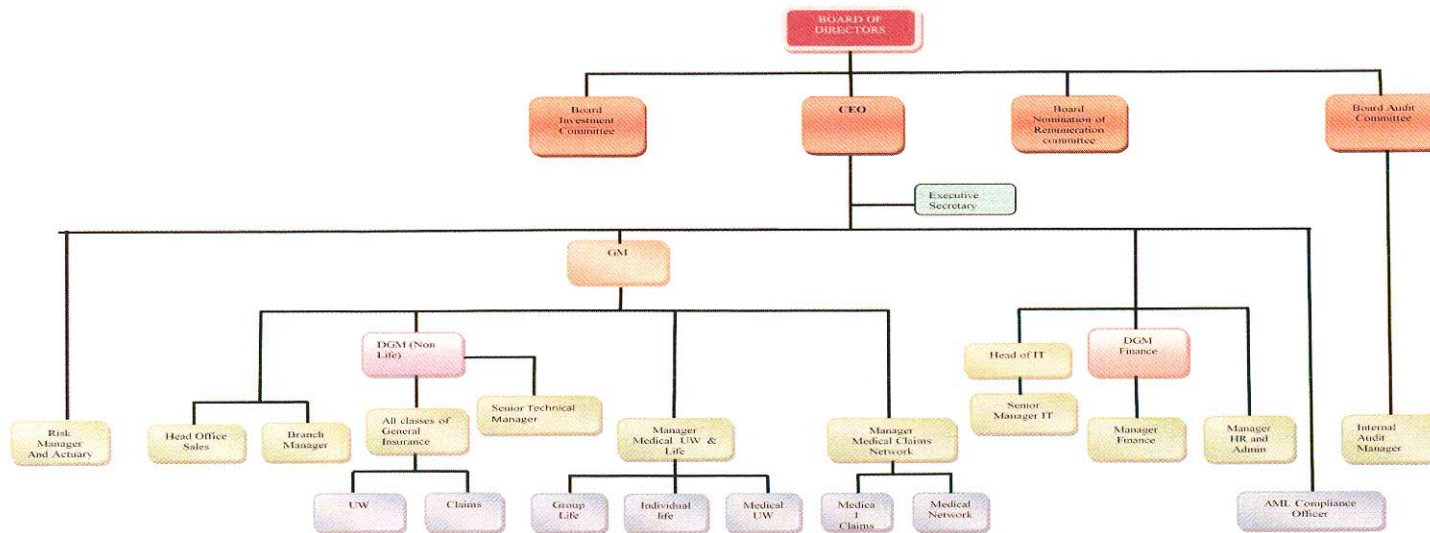 BOARD OF
DIRECTORS
Board
Investment
Committee
CEO
Board
Nomination of
Remuneration
committee
Board Audit
Committee
Executive
Secretary
GM
DGM (Non
Life)
Head of IT
DGM
Finance
Senior Technical
Manager
Senior
Manager IT
Risk
Manager
And Actuary
Head Office
Sales
Branch
Manager
All classes of
General
Insurance
Manager
Medical UW &
Life
Manager
Medical Claims
Network
Manager
Finance
Manager
HR and
Admin
Internal
Audit
Manager
UW
Claims
Group
Life
Individual
life
Medical
UW
Medica
l
Claims
Medical
Network
AML Compliance
Officer